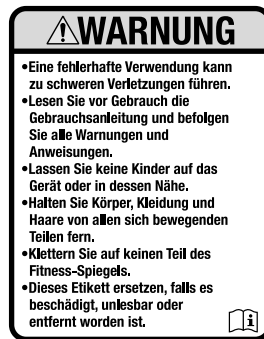 WARNUNG
•Eine fehlerhafte Verwendung kann
zu schweren Verletzungen führen.
•Lesen Sie vor Gebrauch die
Gebrauchsanleitung und befolgen
Sie alle Warnungen und
Anweisungen.
•Lassen Sie keine Kinder auf das
Gerät oder in dessen Nähe.
•Halten Sie Körper, Kleidung und
Haare von allen sich bewegenden
Teilen fern.
•Klettern Sie auf keinen Teil des
Fitness-Spiegels.
•Dieses Etikett ersetzen, falls es
beschädigt, unlesbar oder
entfernt worden ist.